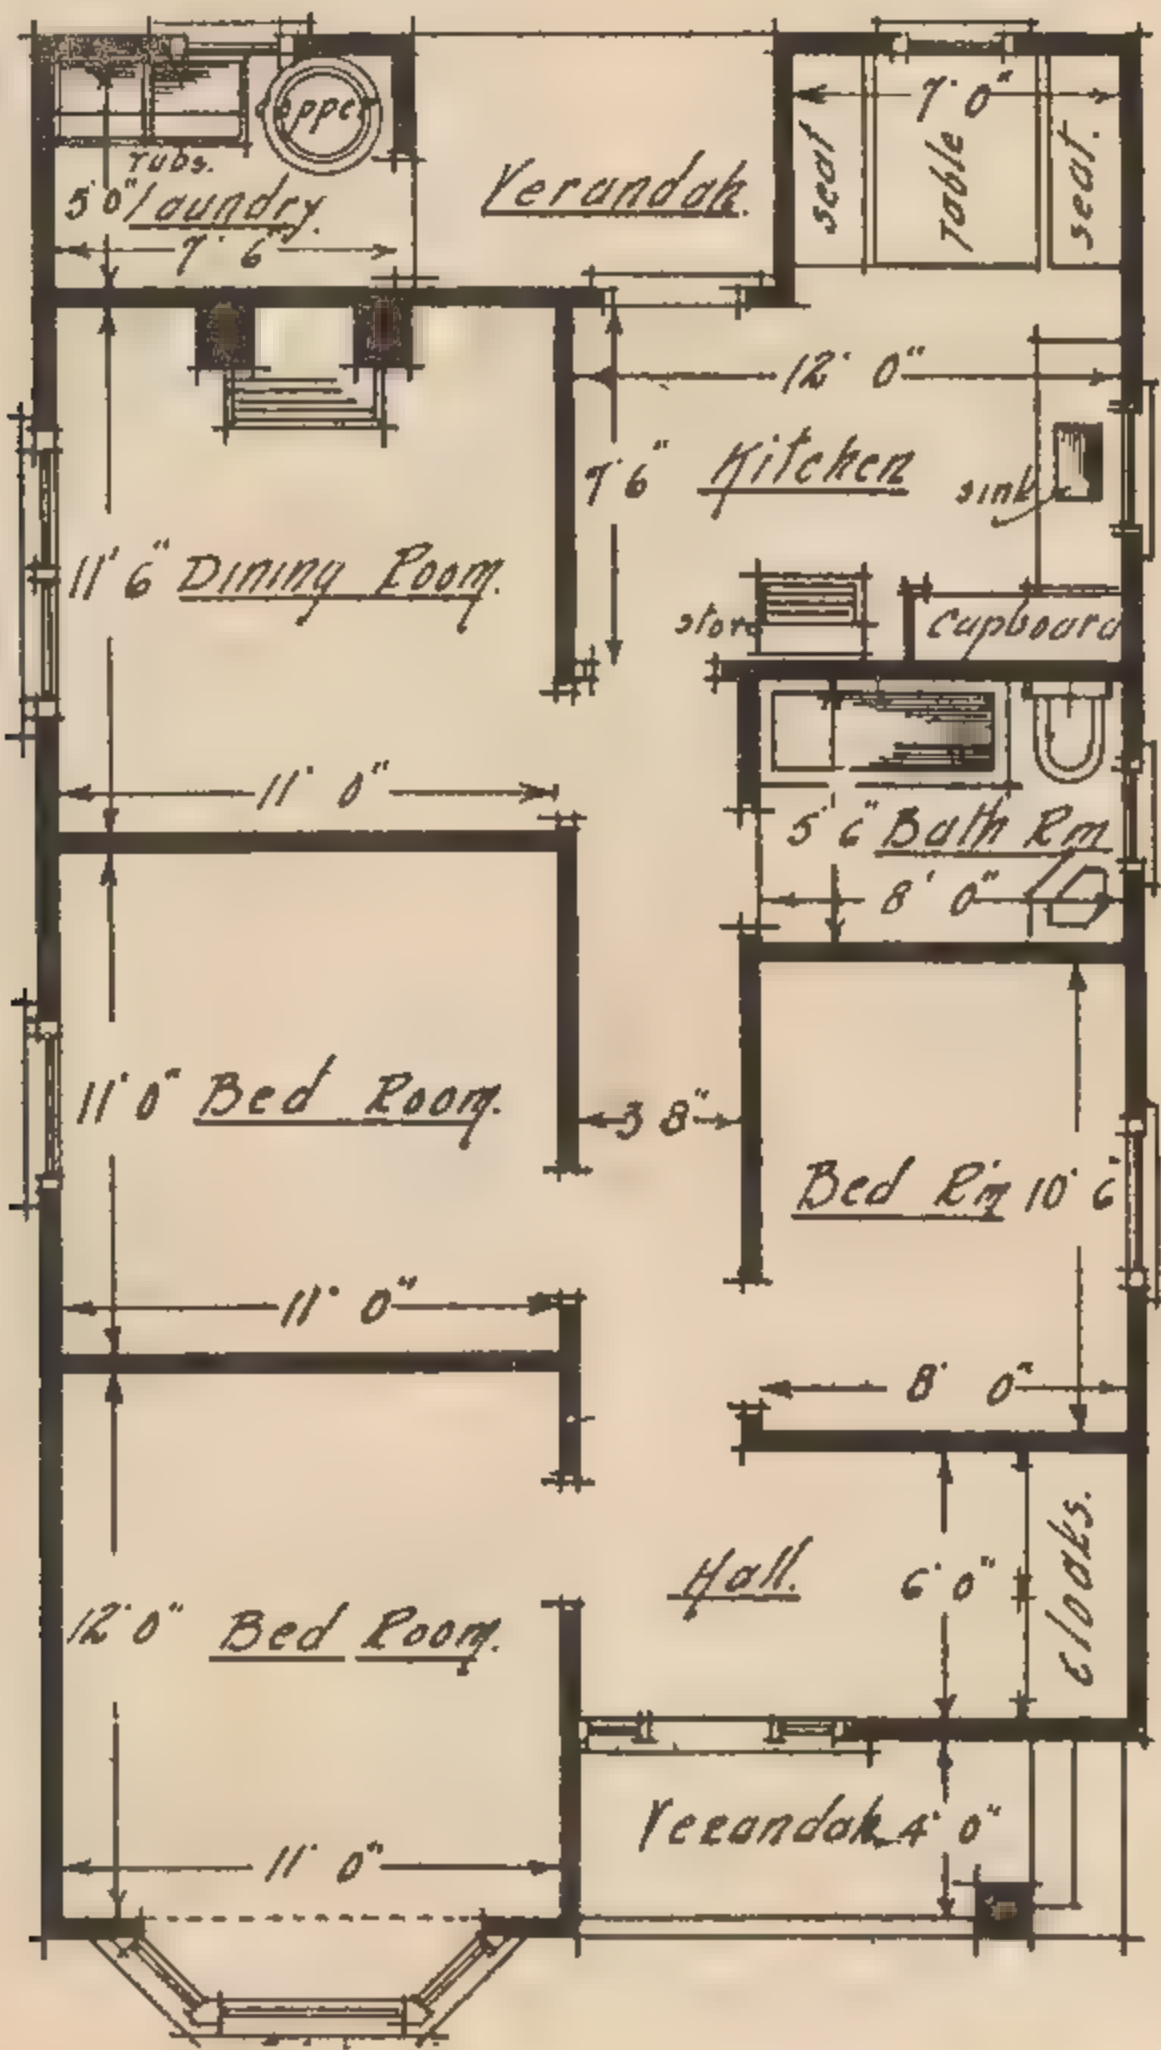 Copper
Tubs.
5' 0" Laundry.
7' 6"
Verandah.
7' 0"
seat
Table
seat.
12' 0"
7' 6" Kitchen
sink
stove
Cupboard
11' 6" Dining Room.
11' 0"
5' 6" Bath Rm
8' 0"
11' 0" Bed Room.
3 8"
Bed R'm 10' 6
11' 0"
8' 0"
Hall.
6' 0"
Cloaks.
12' 0" Bed Room.
Verandah 4' 0"
11' 0"